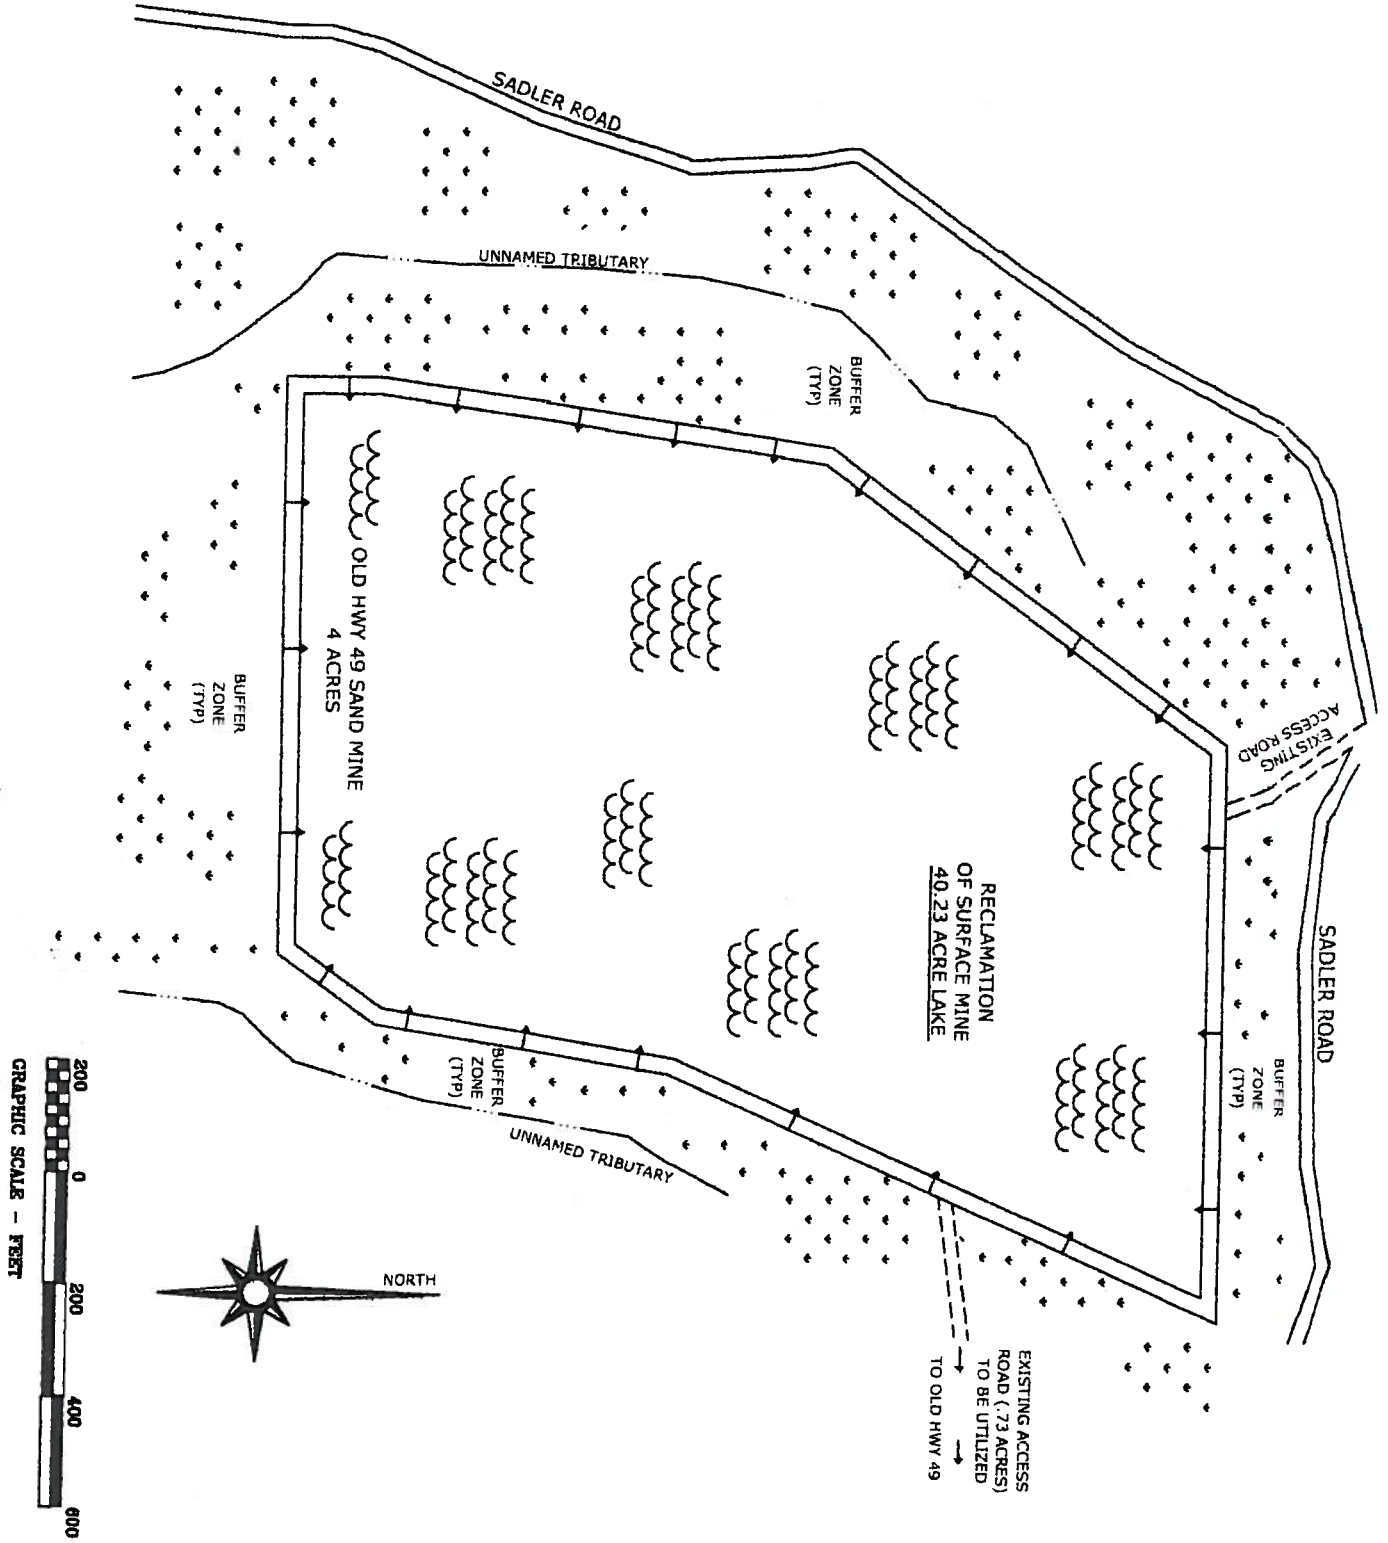 SADLER ROAD
UNNAMED TRIBUTARY
BUFFER
ZONE
(TYP)
EXISTING
ACCESS ROAD
OLD HWY 49 SAND MINE
4 ACRES
BUFFER
ZONE
(TYP)
RECLAMATION
OF SURFACE MINE
40.23 ACRE LAKE
SADLER ROAD
BUFFER
ZONE
(TYP)
BUFFER
ZONE
(TYP)
UNNAMED TRIBUTARY
NORTH
EXISTING ACCESS
ROAD (.73 ACRES)
TO BE UTILIZED
TO OLD HWY 49
200 0 200 400 600
GRAPHIC SCALE - FEET